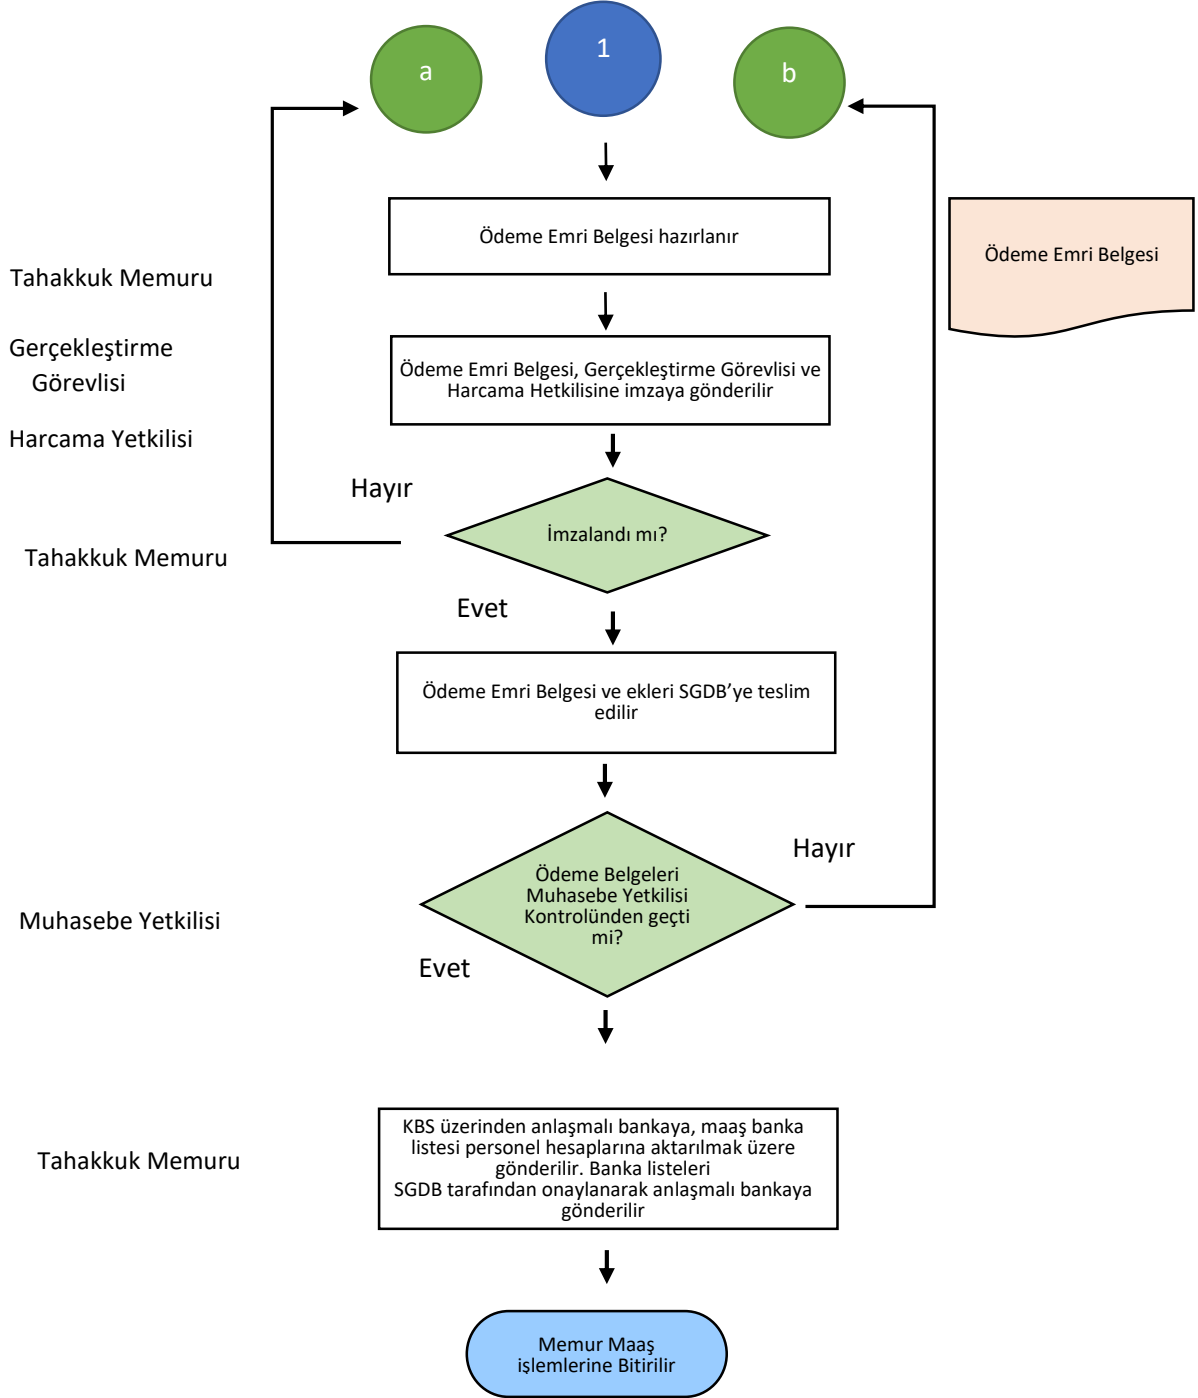 a
1
b
Ödeme Emri Belgesi hazırlanır
Ödeme Emri Belgesi
Tahakkuk Memuru
Gerçekleştirme
Görevlisi
Ödeme Emri Belgesi, Gerçekleştirme Görevlisi ve
Harcama Hetkilisine imzaya gönderilir
Harcama Yetkilisi
Hayır
İmzalandı mı?
Tahakkuk Memuru
Evet
Ödeme Emri Belgesi ve ekleri SGDB’ye teslim
edilir
Hayır
Ödeme Belgeleri
Muhasebe Yetkilisi
Kontrolünden geçti
mi?
Muhasebe Yetkilisi
Evet
KBS üzerinden anlaşmalı bankaya, maaş banka
listesi personel hesaplarına aktarılmak üzere
gönderilir. Banka listeleri
SGDB tarafından onaylanarak anlaşmalı bankaya
gönderilir
Tahakkuk Memuru
Memur Maaş
işlemlerine Bitirilir